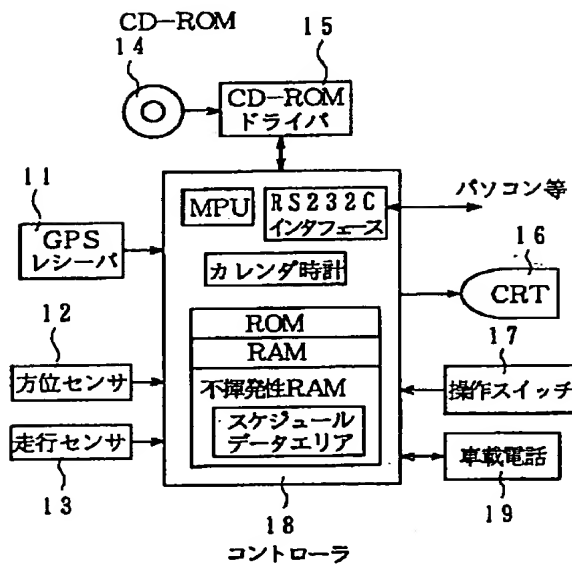 CD-ROM
14
15
CD-ROM
ドライバ
11
GPS
レシーバ
MPU
RS232C
インタフェース
パソコン等
カレンダ時計
16
CRT
12
方位センサ
ROM
RAM
不揮発性RAM
スケジュール
データエリア
17
操作スイッチ
走行センサ
13
車載電話
19
18
コントローラ